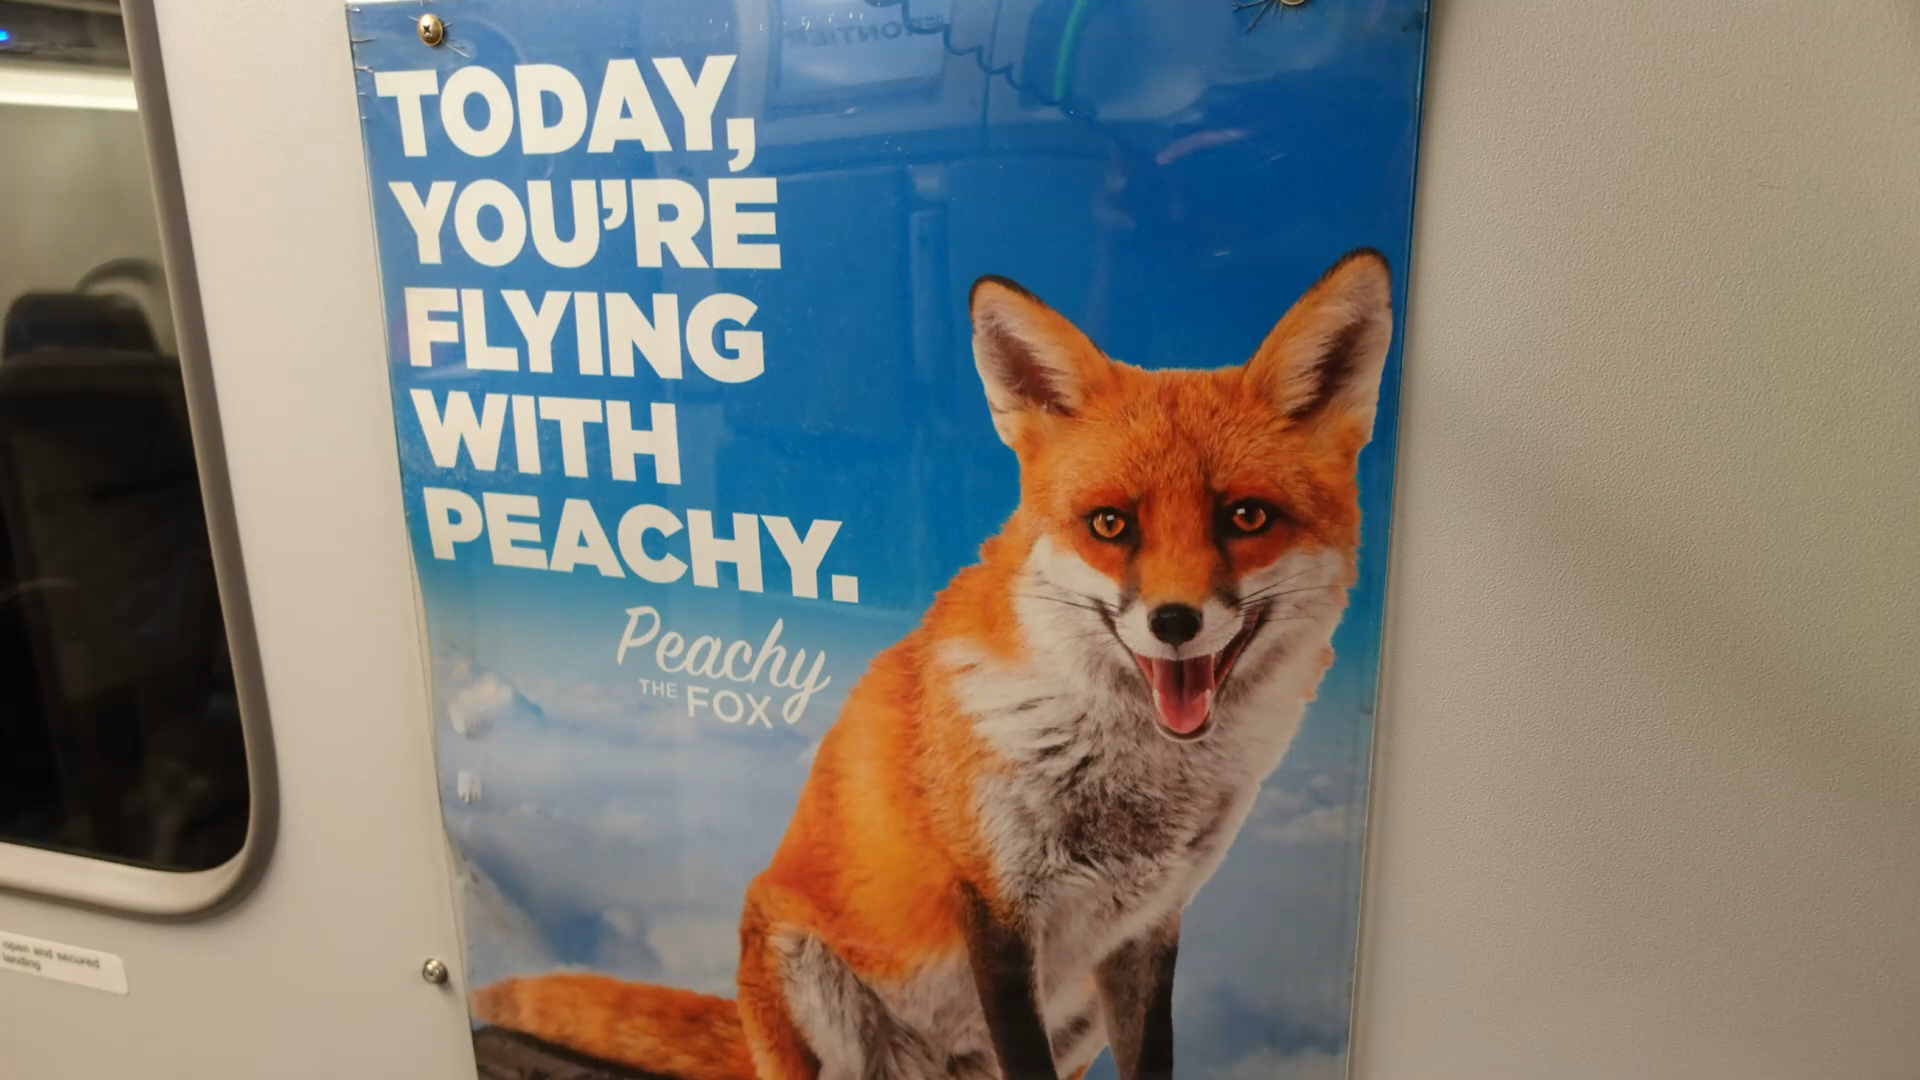 TODAY,
YOU'RE
FLYING
WITH
PEACHY.
Peachy
THE FOX
open and secured
landing